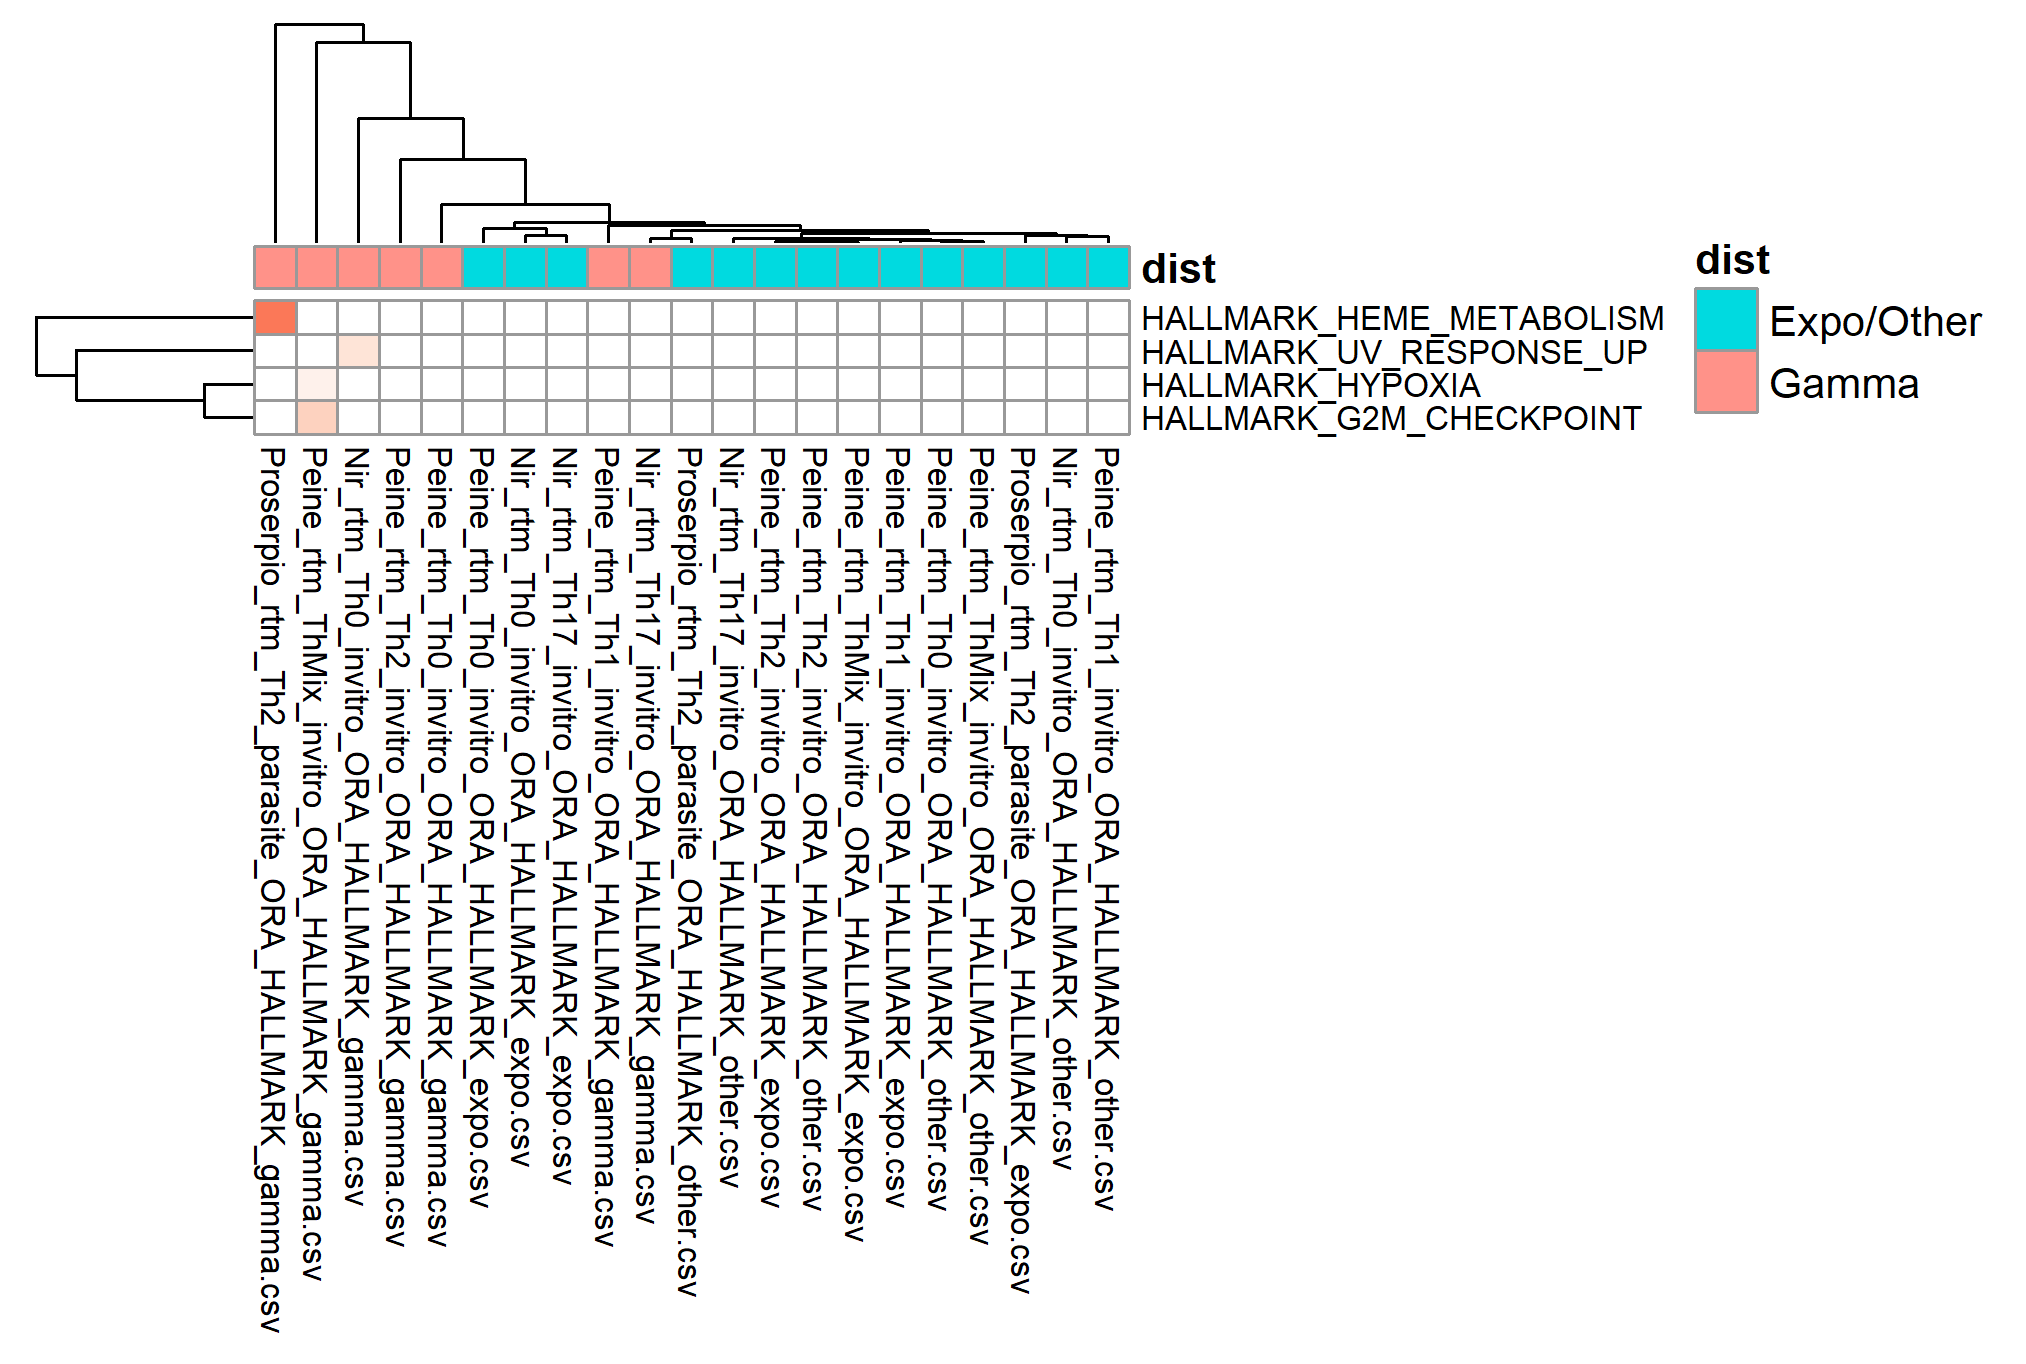 dist
HALLMARK_HEME_METABOLISM
HALLMARK_UV_RESPONSE_UP
HALLMARK_HYPOXIA
HALLMARK_G2M_CHECKPOINT
dist
Expo/Other
Gamma
Proserpio_rtm_Th2_parasite_ORA_HALLMARK_gamma.csv
Peine_rtm_ThMix_invitro_ORA_HALLMARK_gamma.csv
Nir_rtm_Th0_invitro_ORA_HALLMARK_gamma.csv
Peine_rtm_Th2_invitro_ORA_HALLMARK_gamma.csv
Peine_rtm_Th0_invitro_ORA_HALLMARK_gamma.csv
Peine_rtm_Th0_invitro_ORA_HALLMARK_expo.csv
Nir_rtm_Th0_invitro_ORA_HALLMARK_expo.csv
Nir_rtm_Th17_invitro_ORA_HALLMARK_expo.csv
Peine_rtm_Th1_invitro_ORA_HALLMARK_gamma.csv
Nir_rtm_Th17_invitro_ORA_HALLMARK_gamma.csv
Proserpio_rtm_Th2_parasite_ORA_HALLMARK_other.csv
Nir_rtm_Th17_invitro_ORA_HALLMARK_other.csv
Peine_rtm_Th2_invitro_ORA_HALLMARK_expo.csv
Peine_rtm_Th2_invitro_ORA_HALLMARK_other.csv
Peine_rtm_ThMix_invitro_ORA_HALLMARK_expo.csv
Peine_rtm_Th1_invitro_ORA_HALLMARK_expo.csv
Peine_rtm_Th0_invitro_ORA_HALLMARK_other.csv
Peine_rtm_ThMix_invitro_ORA_HALLMARK_other.csv
Proserpio_rtm_Th2_parasite_ORA_HALLMARK_expo.csv
Nir_rtm_Th0_invitro_ORA_HALLMARK_other.csv
Peine_rtm_Th1_invitro_ORA_HALLMARK_other.csv